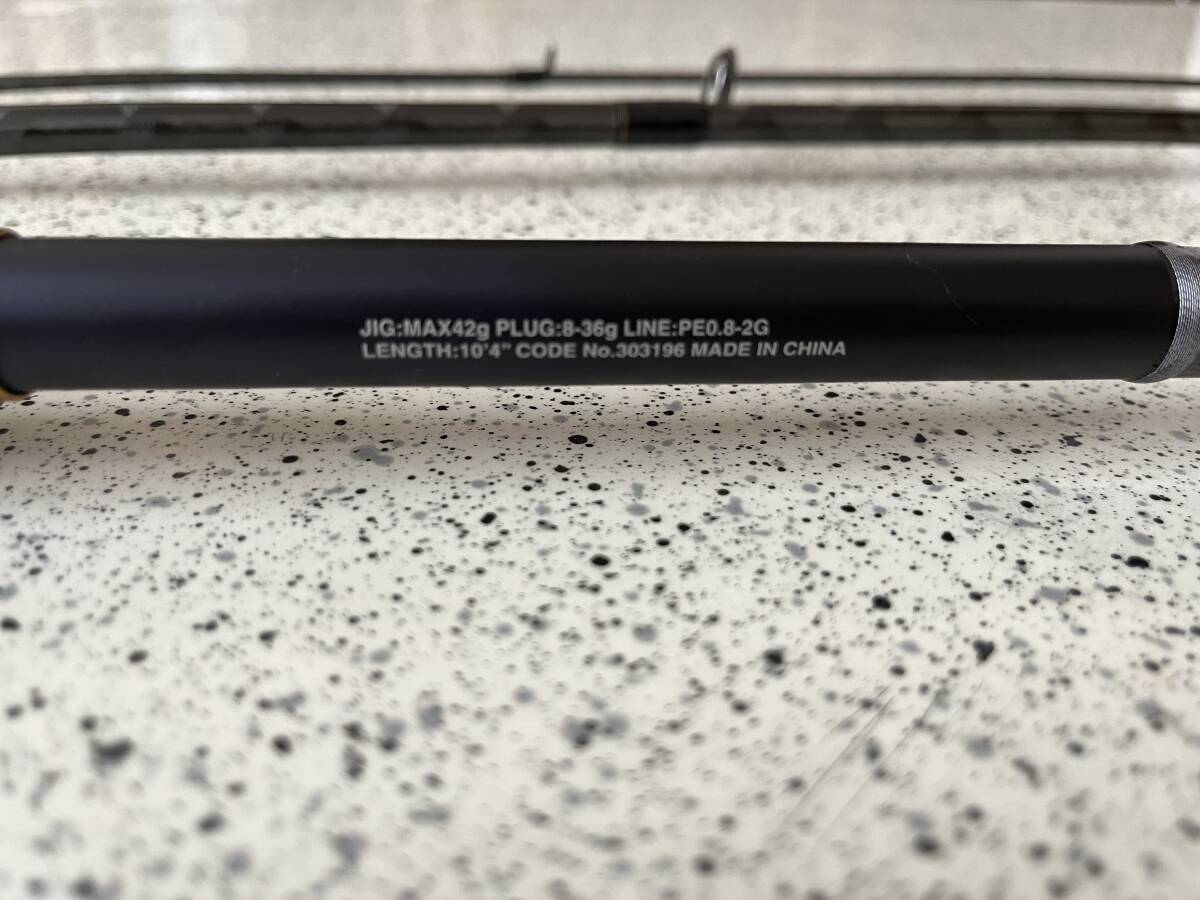 JIG:MAX42g PLUG:8-36g LINE:PE0.8-2G
LENGTH:10'4" CODE No.303196 MADE IN CHINA